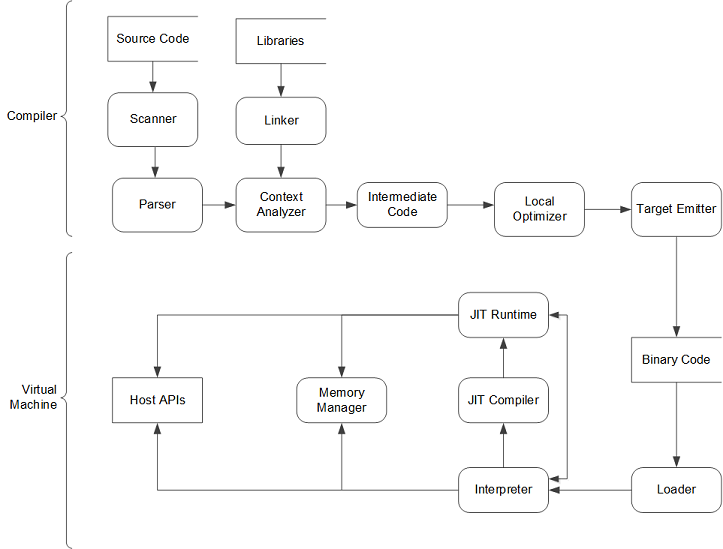 Source Code
Libraries
Compiler
Scanner
Linker
Parser
Context
Analyzer
Intermediate
Code
Local
Optimizer
Target Emitter
JIT Runtime
Binary Code
Virtual
Machine
Host APIs
Memory
Manager
JIT Compiler
Interpreter
Loader